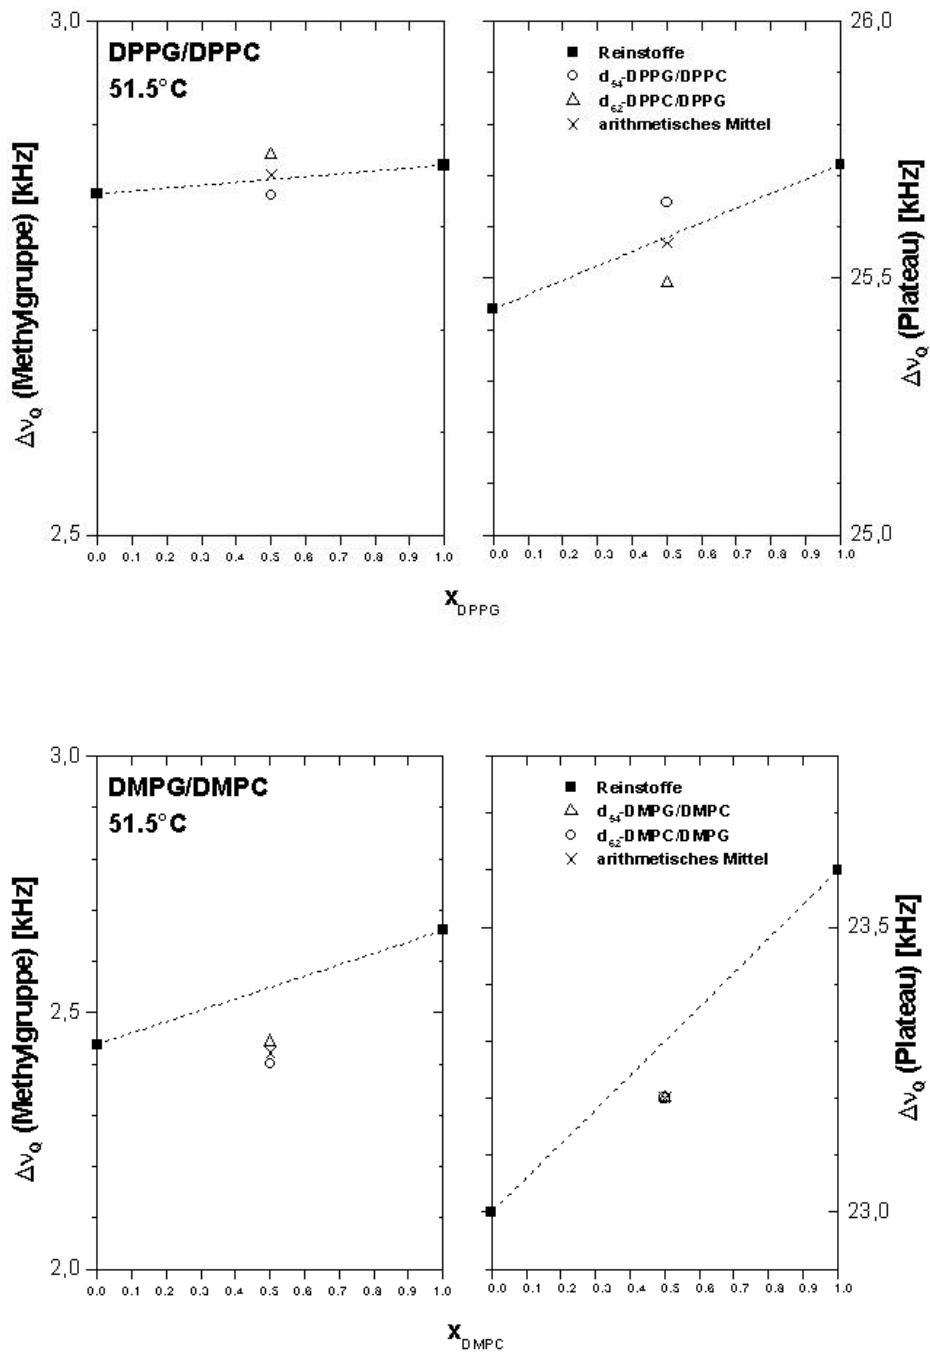 3,0
DPPG/DPPC
51.5°C
Δν_Q (Methylgruppe) [kHz]
2,5
0.0 0.1 0.2 0.3 0.4 0.5 0.6 0.7 0.8 0.9 1.0
26,0
Reinstoffe
d_54-DPPG/DPPC
d_62-DPPC/DPPG
arithmetisches Mittel
25,5
Δν_Q (Plateau) [kHz]
25,0
0.0 0.1 0.2 0.3 0.4 0.5 0.6 0.7 0.8 0.9 1.0
x_DPPG
3,0
DMPG/DMPC
51.5°C
Δν_Q (Methylgruppe) [kHz]
2,5
2,0
0.0 0.1 0.2 0.3 0.4 0.5 0.6 0.7 0.8 0.9 1.0
Reinstoffe
d_54-DMPG/DMPC
d_62-DMPC/DMPG
arithmetisches Mittel
23,5
Δν_Q (Plateau) [kHz]
23,0
0.0 0.1 0.2 0.3 0.4 0.5 0.6 0.7 0.8 0.9 1.0
x_DMPC